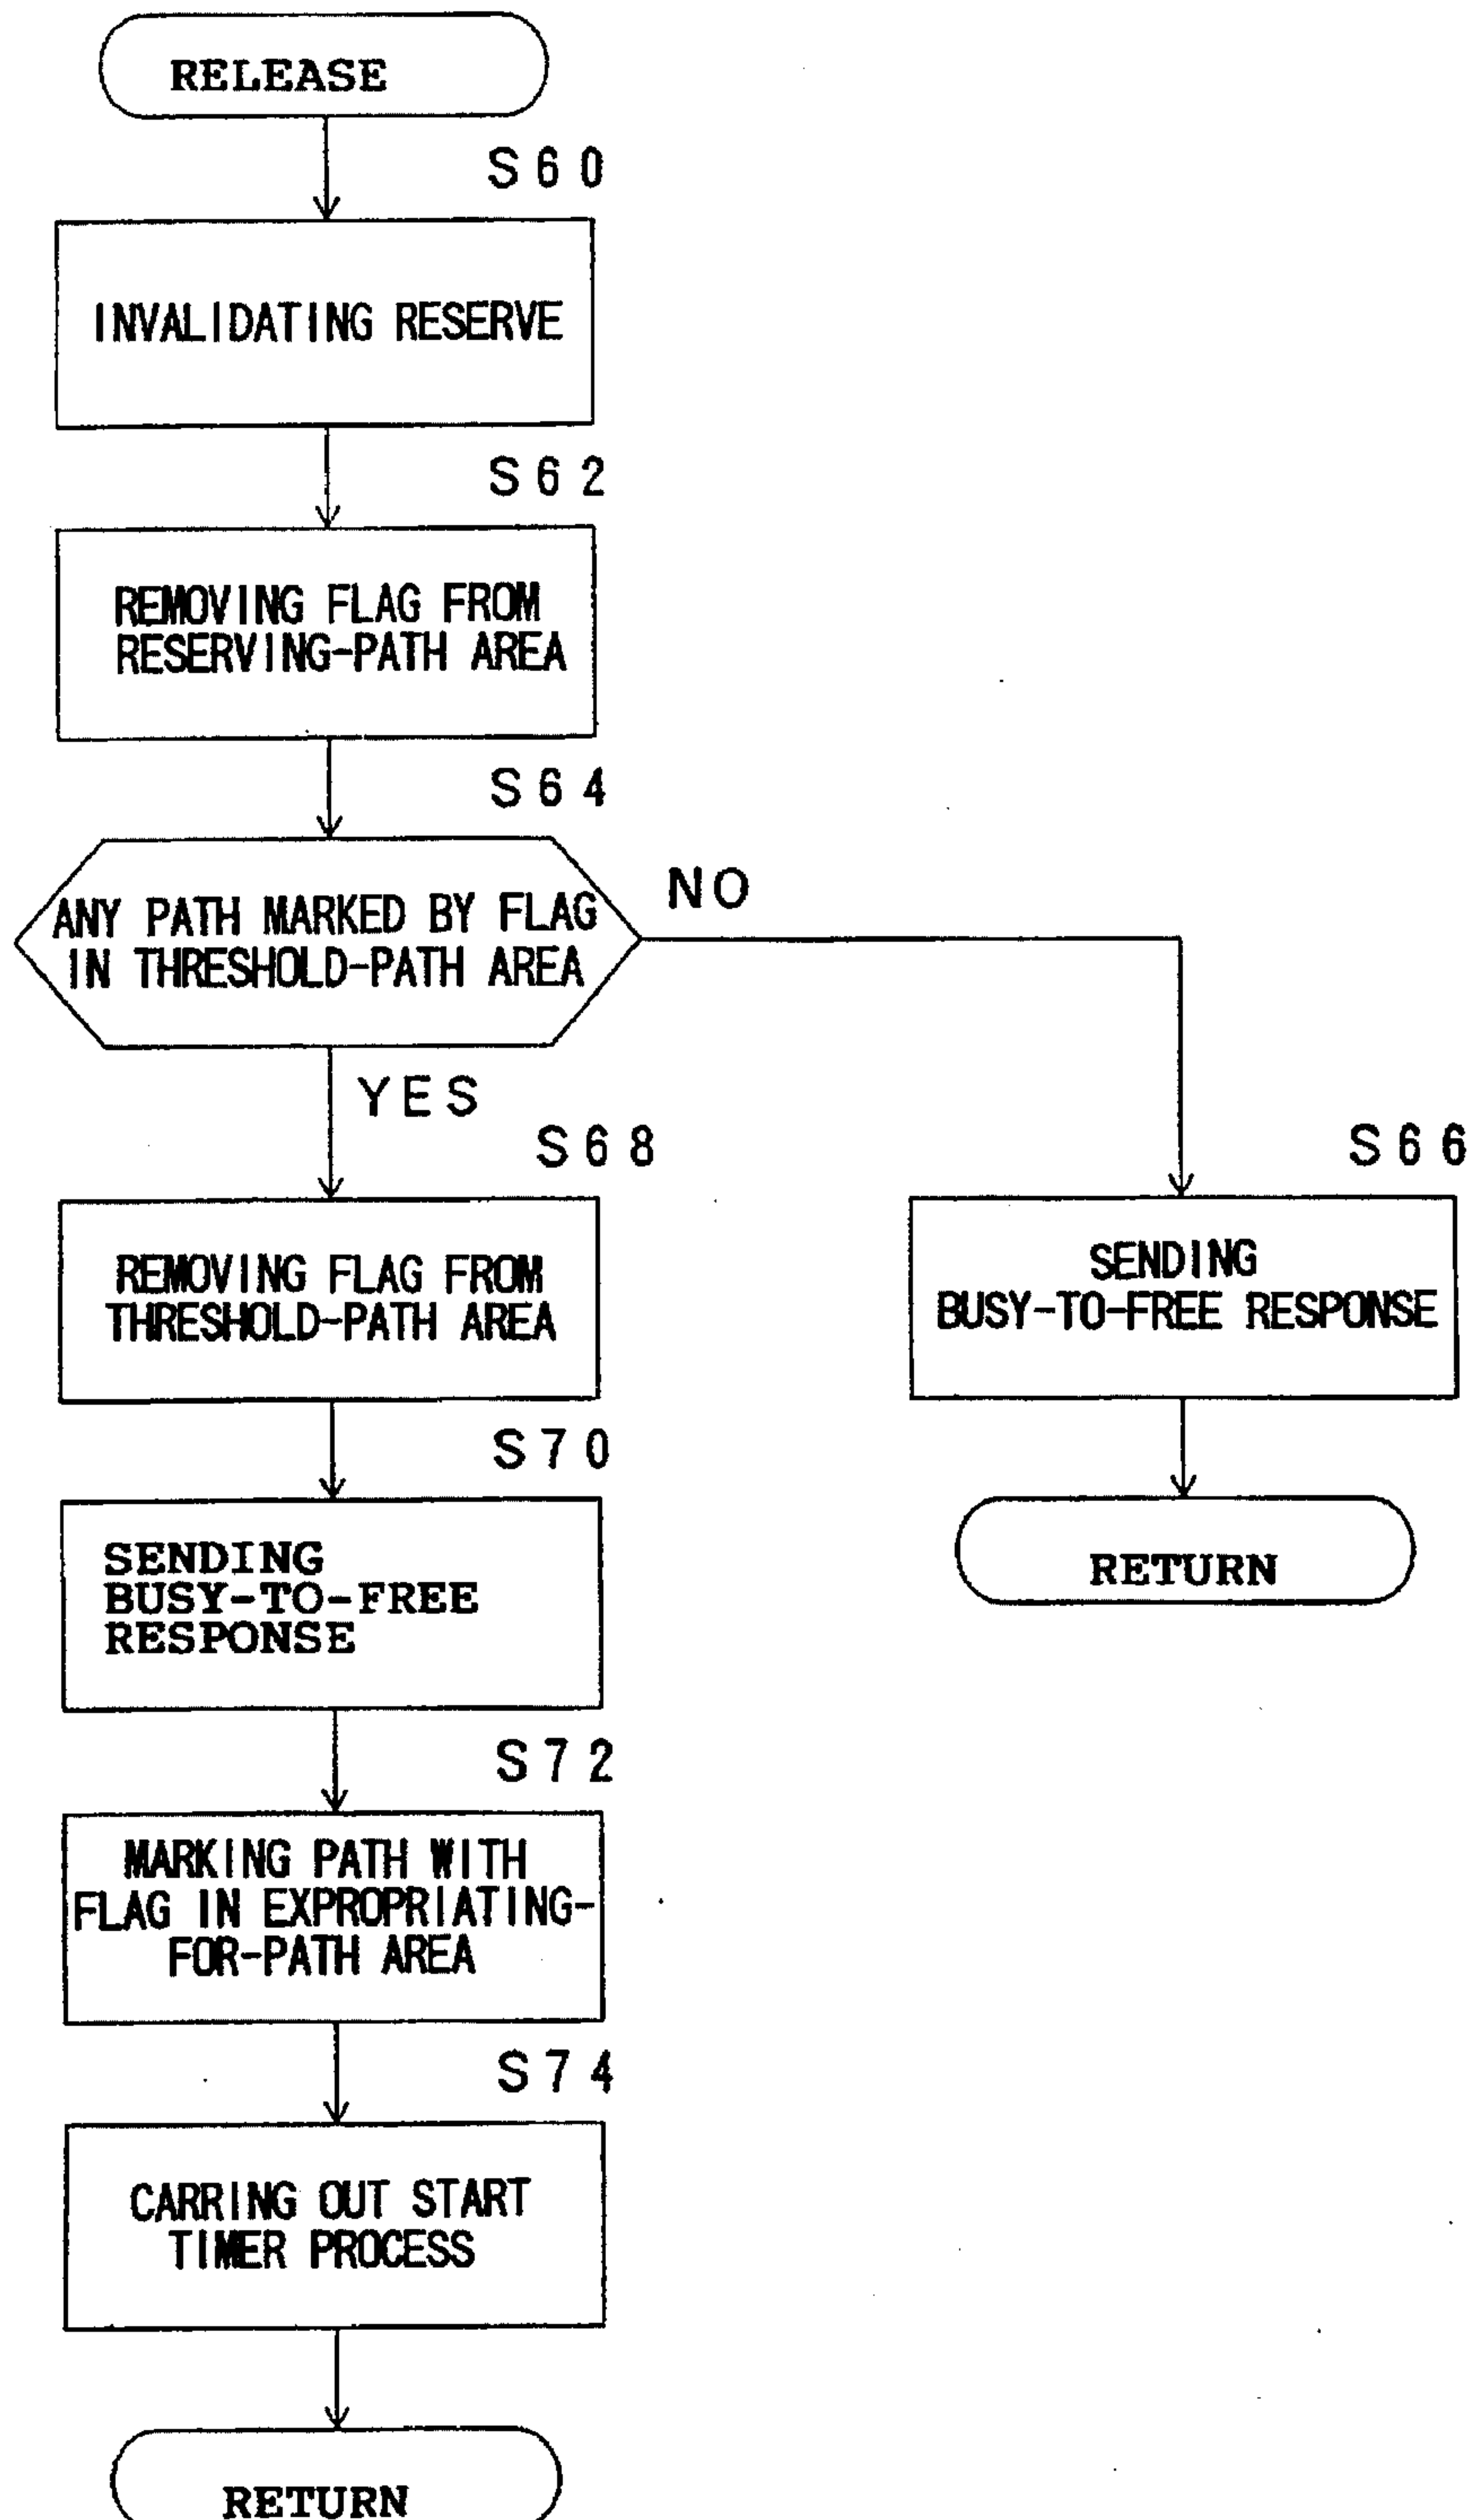 RELEASE
S60
INVALIDATING RESERVE
S62
REMOVING FLAG FROM
RESERVING-PATH AREA
S64
ANY PATH MARKED BY FLAG
IN THRESHOLD-PATH AREA
NO
YES
S68
REMOVING FLAG FROM
THRESHOLD-PATH AREA
S66
SENDING
BUSY-TO-FREE RESPONSE
S70
SENDING
BUSY-TO-FREE
RESPONSE
RETURN
S72
MARKING PATH WITH
FLAG IN EXPROPRIATING-
FOR-PATH AREA
S74
CARRING OUT START
TIMER PROCESS
RETURN